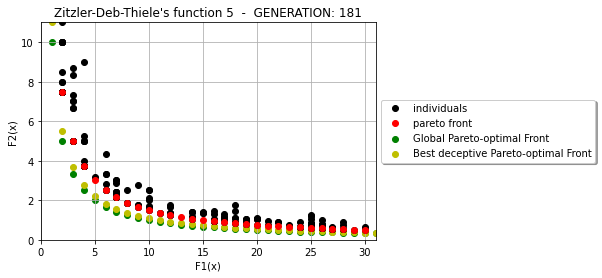 Zitzler-Deb-Thiele's function 5 - GENERATION: 181
10
8
6
4
2
0
F2(x)
0 5 10 15 20 25 30
F1(x)
individuals
pareto front
Global Pareto-optimal Front
Best deceptive Pareto-optimal Front